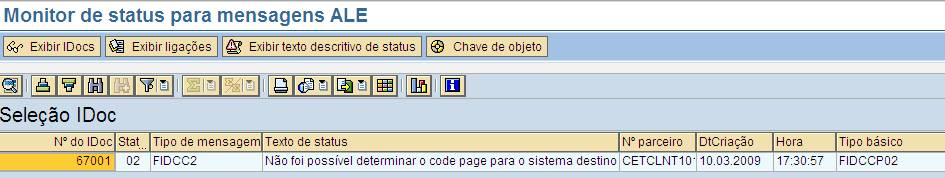 Monitor de status para mensagens ALE
Exibir IDocs Exibir ligações Exibir texto descritivo de status Chave de objeto
Seleção IDoc
Nº do IDoc Stat... Tipo de mensagem Texto de status Nº parceiro DtCriação Hora Tipo básico
67001 02 FIDCC2 Não foi possível determinar o code page para o sistema destino CETCLNT10 10.03.2009 17:30:57 FIDCCP02